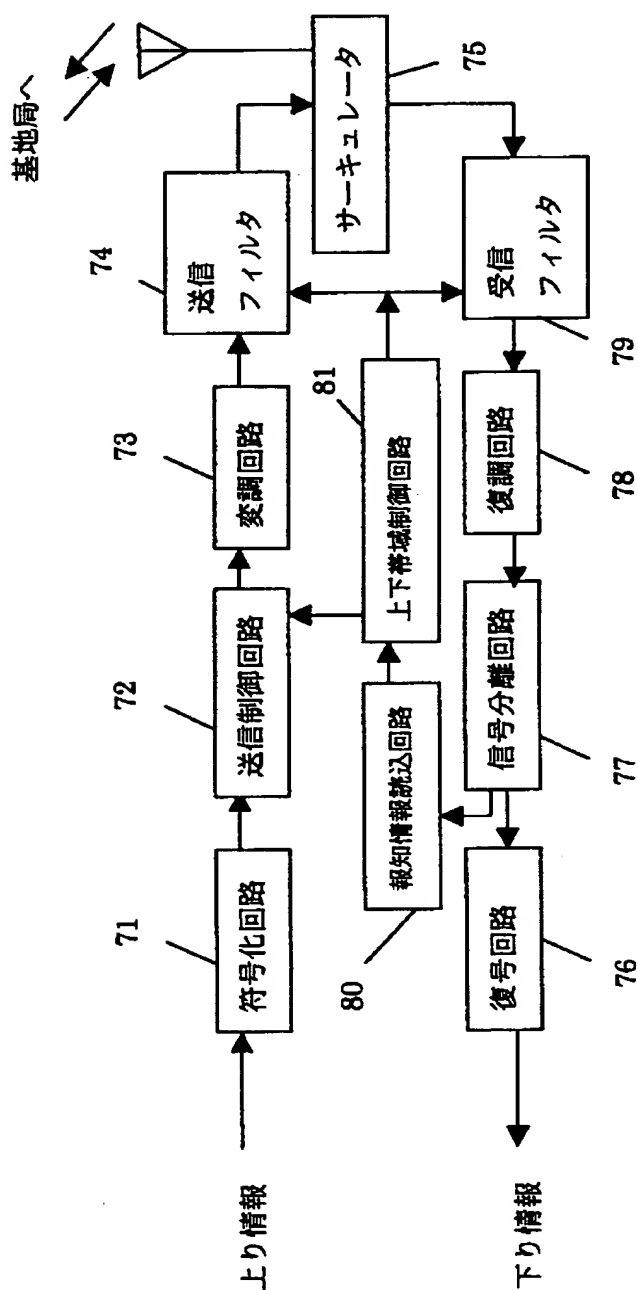 基地局へ
74
送信
フィルタ
サーキュレータ
75
73
変調回路
81
上下帯域制御回路
受信
フィルタ
79
72
送信制御回路
復調回路
78
71
符号化回路
報知情報読込回路
80
信号分離回路
77
復号回路
76
上り情報
下り情報